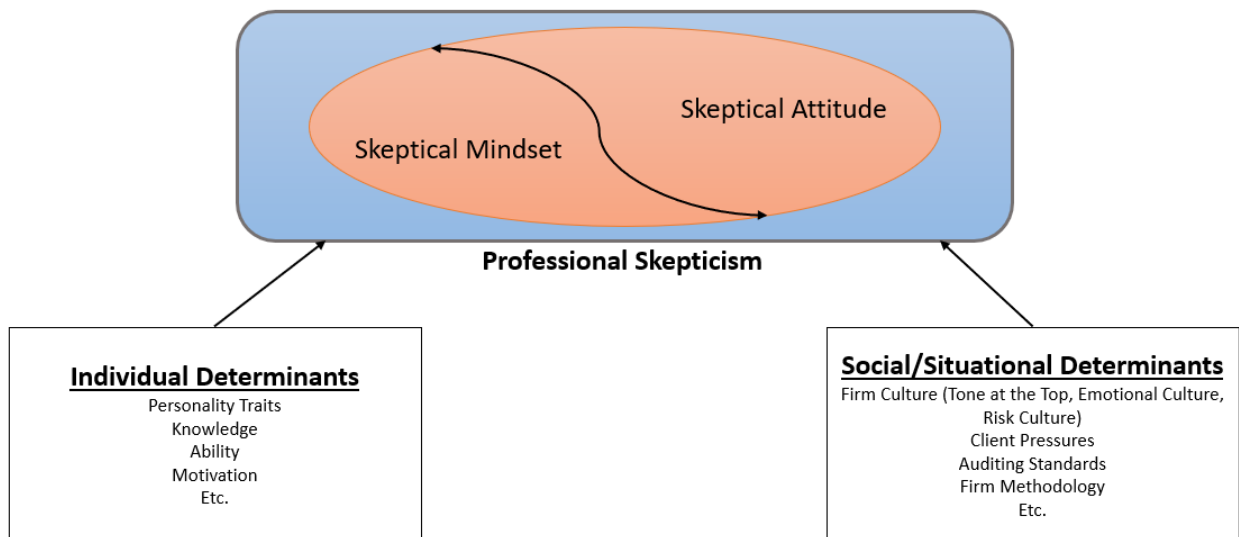 Skeptical Attitude
Skeptical Mindset
Professional Skepticism
Individual Determinants
Personality Traits
Knowledge
Ability
Motivation
Etc.
Social/Situational Determinants
Firm Culture (Tone at the Top, Emotional Culture,
Risk Culture)
Client Pressures
Auditing Standards
Firm Methodology
Etc.